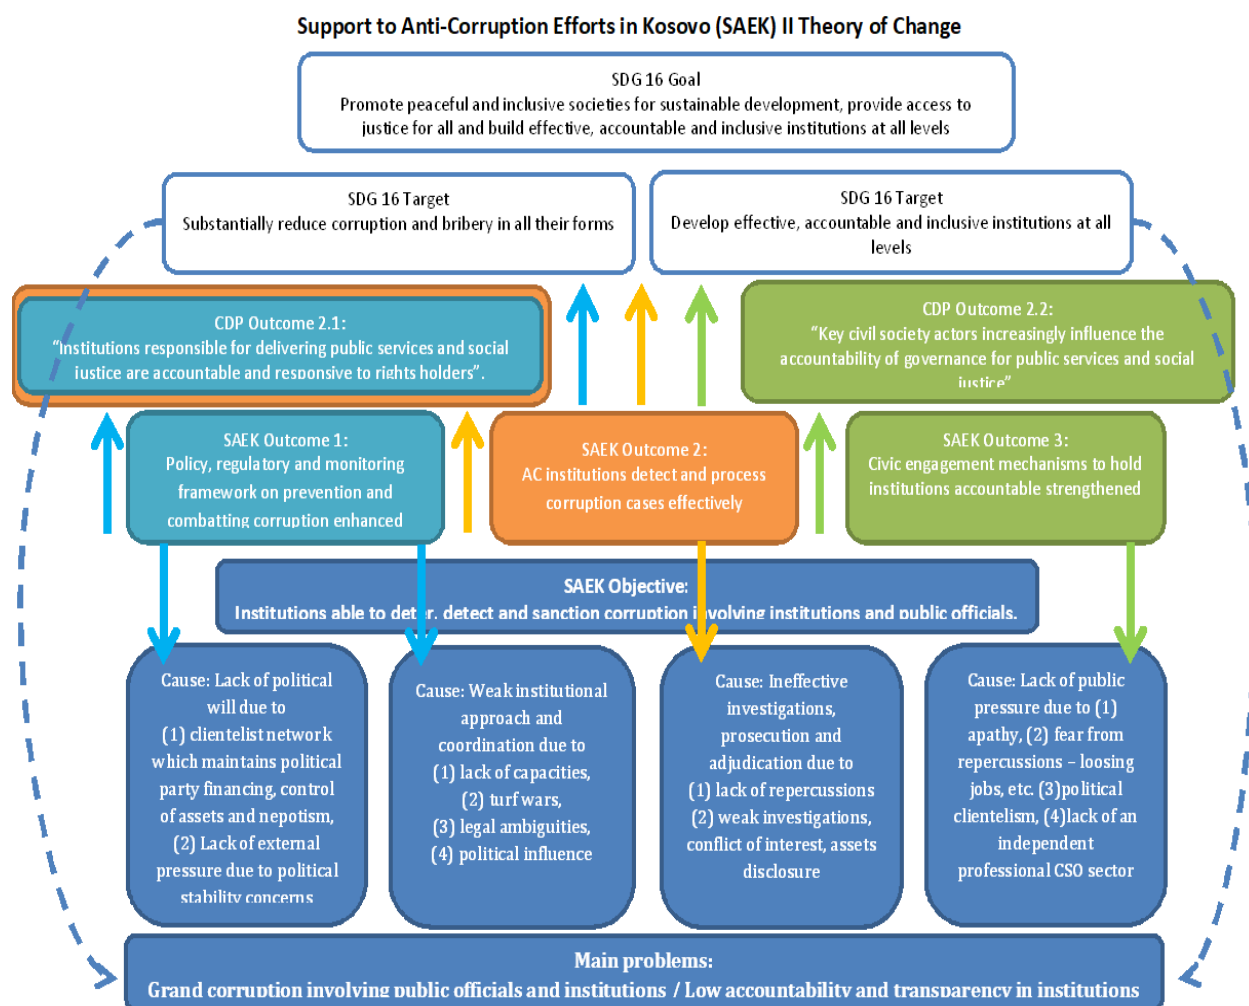 Support to Anti-Corruption Efforts in Kosovo (SAEK) II Theory of Change
SDG 16 Goal
Promote peaceful and inclusive societies for sustainable development, provide access to
justice for all and build effective, accountable and inclusive institutions at all levels
SDG 16 Target
Substantially reduce corruption and bribery in all their forms
SDG 16 Target
Develop effective, accountable and inclusive institutions at all
levels
CDP Outcome 2.1:
“Institutions responsible for delivering public services and social
justice are accountable and responsive to rights holders”.
CDP Outcome 2.2:
“Key civil society actors increasingly influence the
accountability of governance for public services and social
justice”
SAEK Outcome 1:
Policy, regulatory and monitoring
framework on prevention and
combatting corruption enhanced
SAEK Outcome 2:
AC institutions detect and process
corruption cases effectively
SAEK Outcome 3:
Civic engagement mechanisms to hold
institutions accountable strengthened
SAEK Objective:
Institutions able to deter, detect and sanction corruption involving institutions and public officials.
Cause: Lack of political
will due to
(1) clientelist network
which maintains political
party financing, control
of assets and nepotism,
(2) Lack of external
pressure due to political
stability concerns
Cause: Weak institutional
approach and
coordination due to
(1) lack of capacities,
(2) turf wars,
(3) legal ambiguities,
(4) political influence
Cause: Ineffective
investigations,
prosecution and
adjudication due to
(1) lack of repercussions
(2) weak investigations,
conflict of interest, assets
disclosure
Cause: Lack of public
pressure due to (1)
apathy, (2) fear from
repercussions – loosing
jobs, etc. (3)political
clientelism, (4)lack of an
independent
professional CSO sector
Main problems:
Grand corruption involving public officials and institutions / Low accountability and transparency in institutions